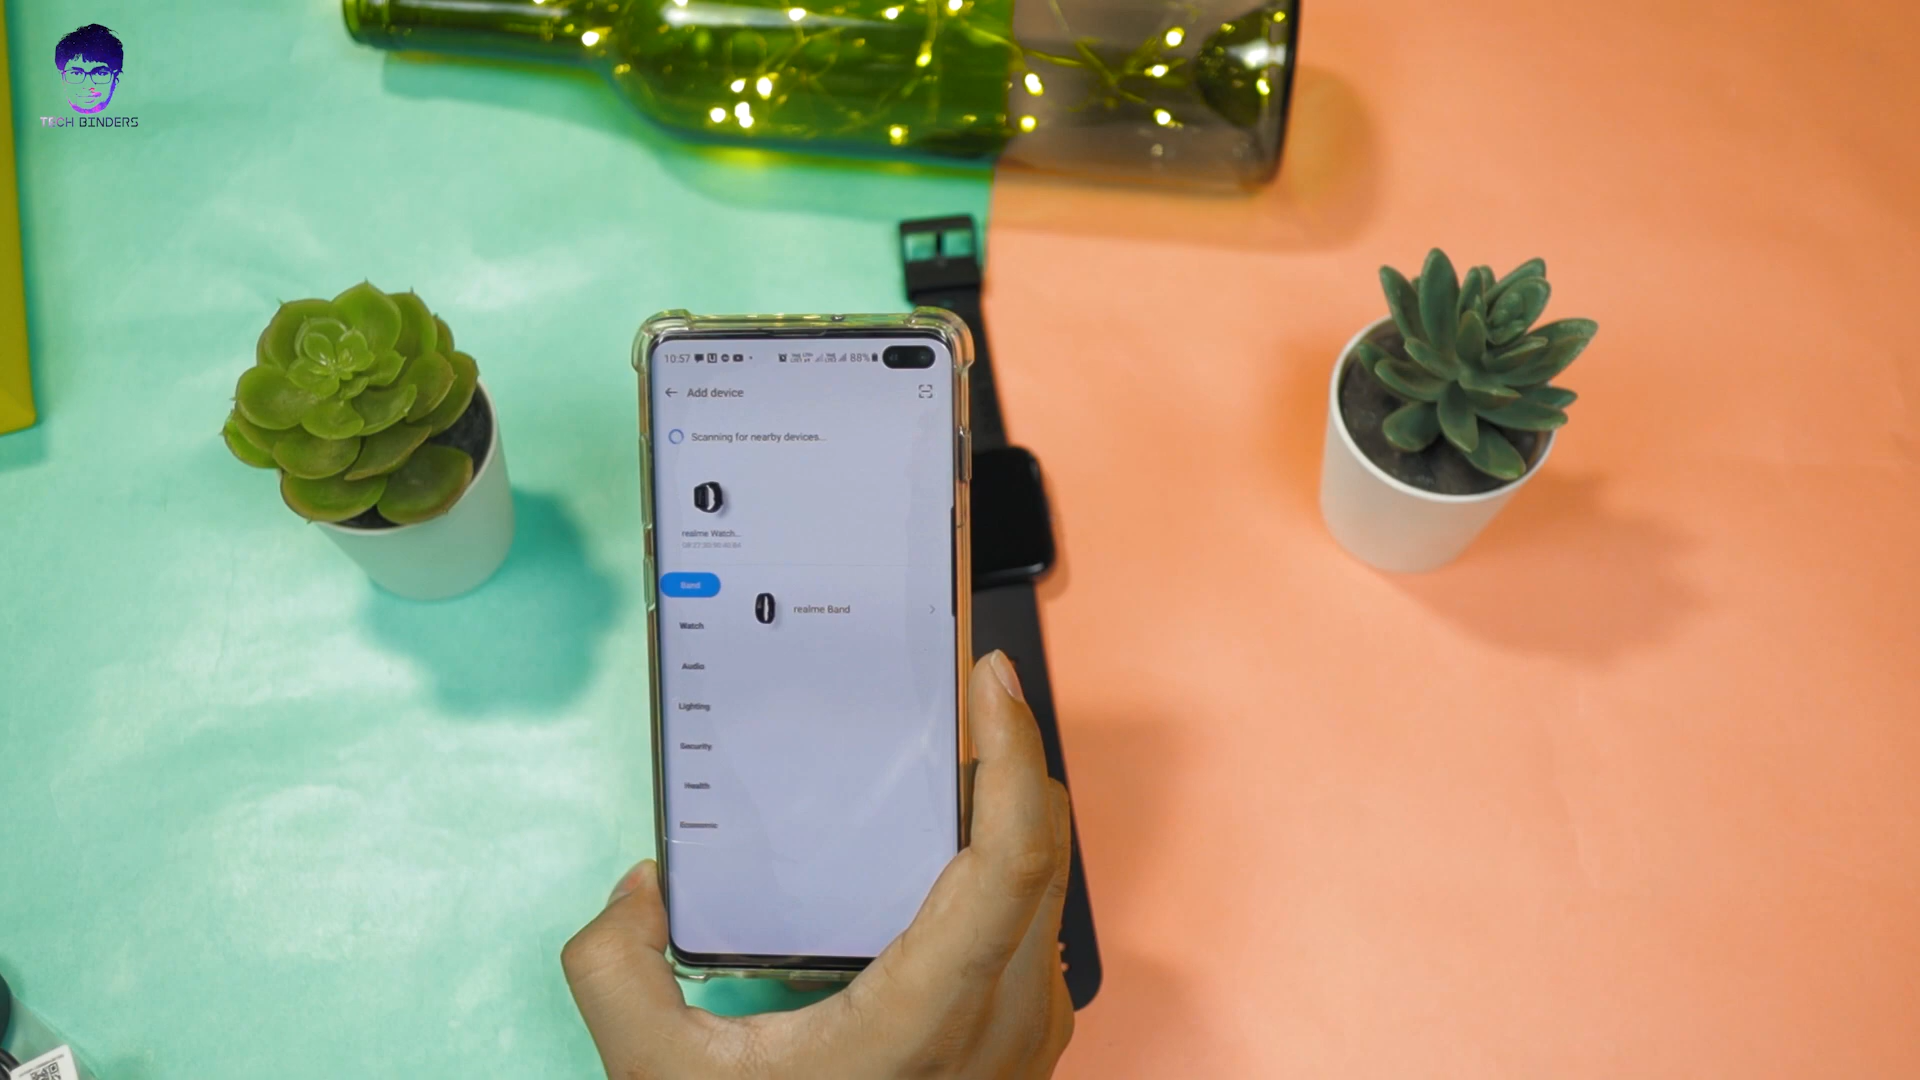 TECH BINDERS
10:57
88%
Add device
Scanning for nearby devices...
realme Watch...
Band
realme Band
Watch
Audio
Lighting
Security
Health
Economic